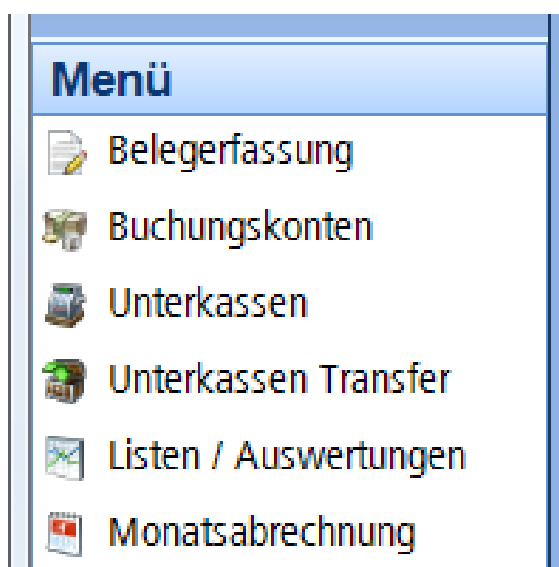 Menü
Belegerfassung
Buchungskonten
Unterkassen
Unterkassen Transfer
Listen / Auswertungen
Monatsabrechnung